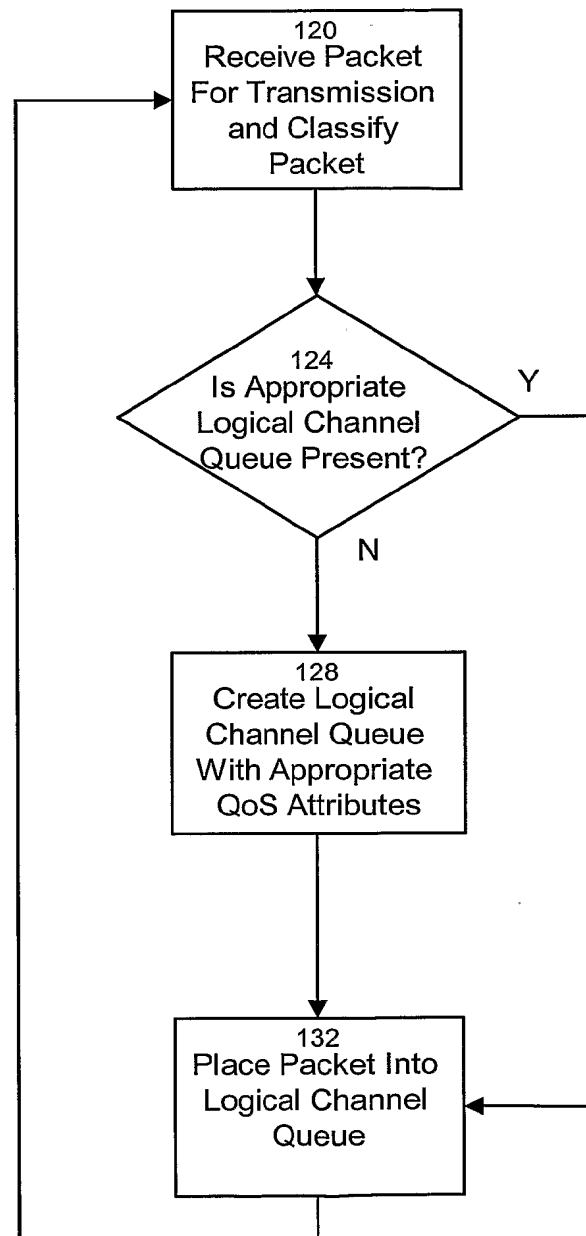 120
Receive Packet
For Transmission
and Classify
Packet
124
Is Appropriate
Logical Channel
Queue Present?
Y
N
128
Create Logical
Channel Queue
With Appropriate
QoS Attributes
132
Place Packet Into
Logical Channel
Queue